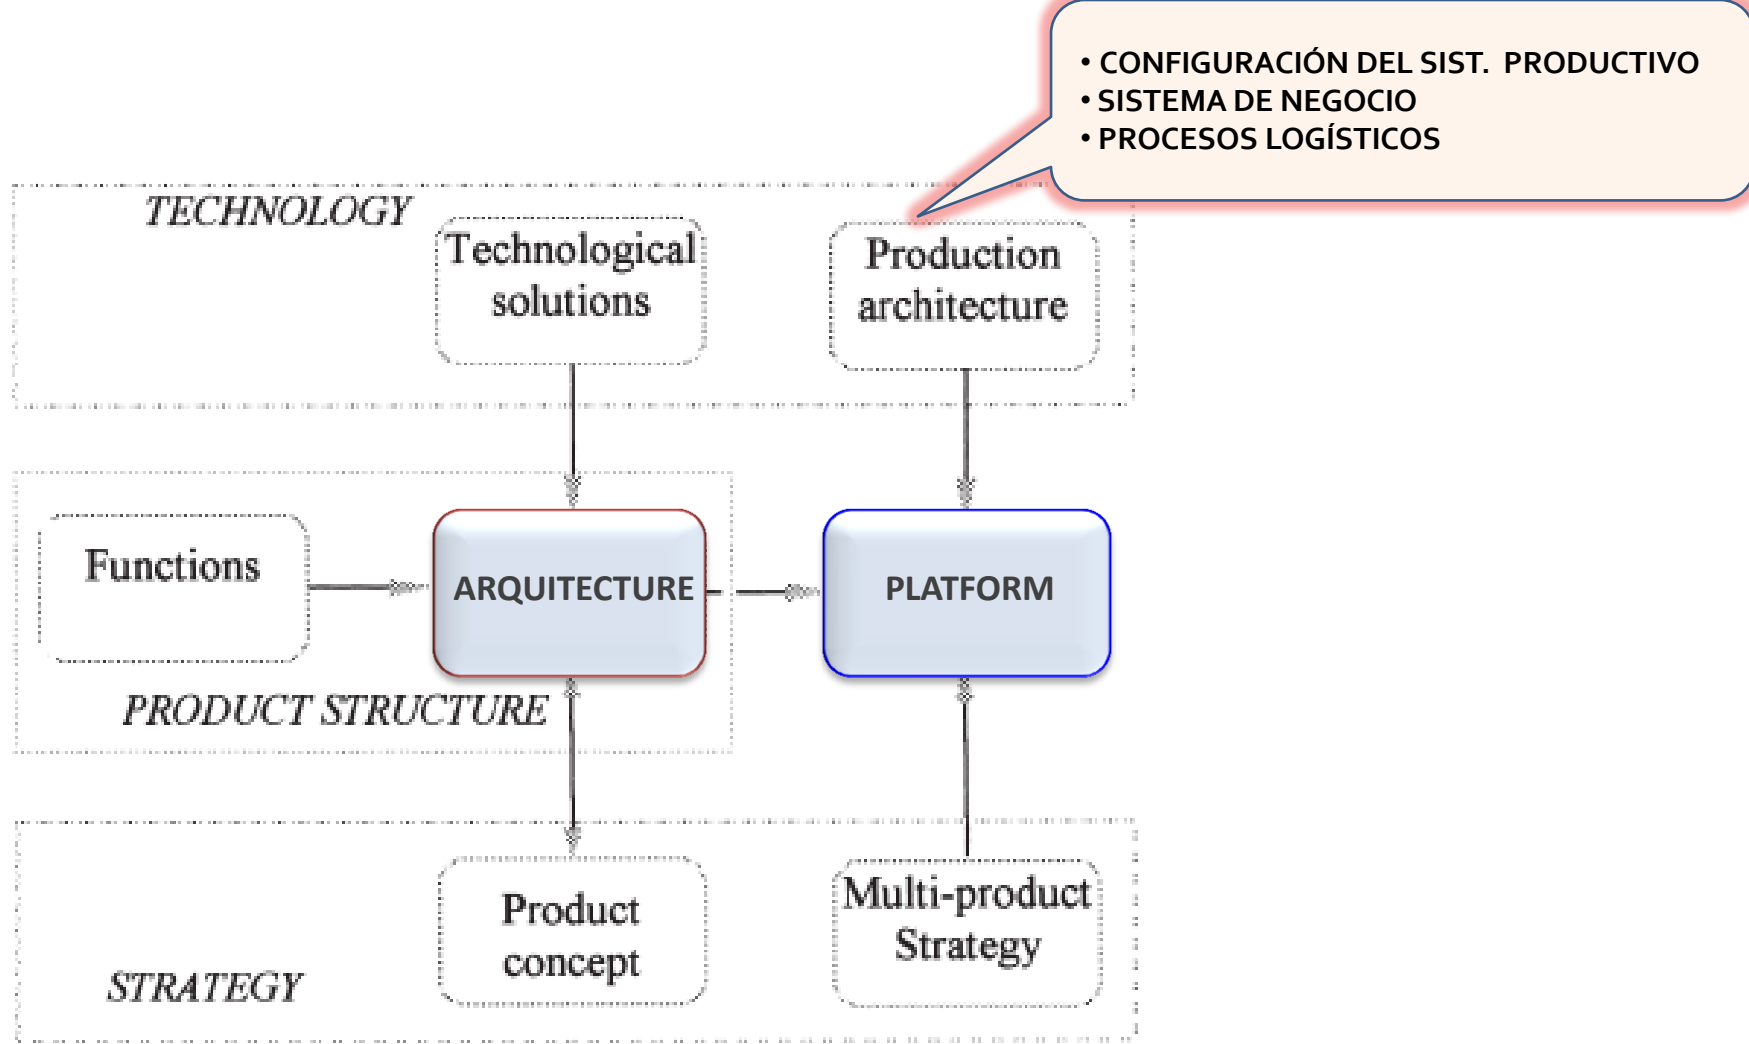 • CONFIGURACIÓN DEL SIST. PRODUCTIVO
• SISTEMA DE NEGOCIO
• PROCESOS LOGÍSTICOS
TECHNOLOGY
Technological
solutions
Production
architecture
Functions
ARQUITECTURE
PLATFORM
PRODUCT STRUCTURE
Product
concept
Multi-product
Strategy
STRATEGY